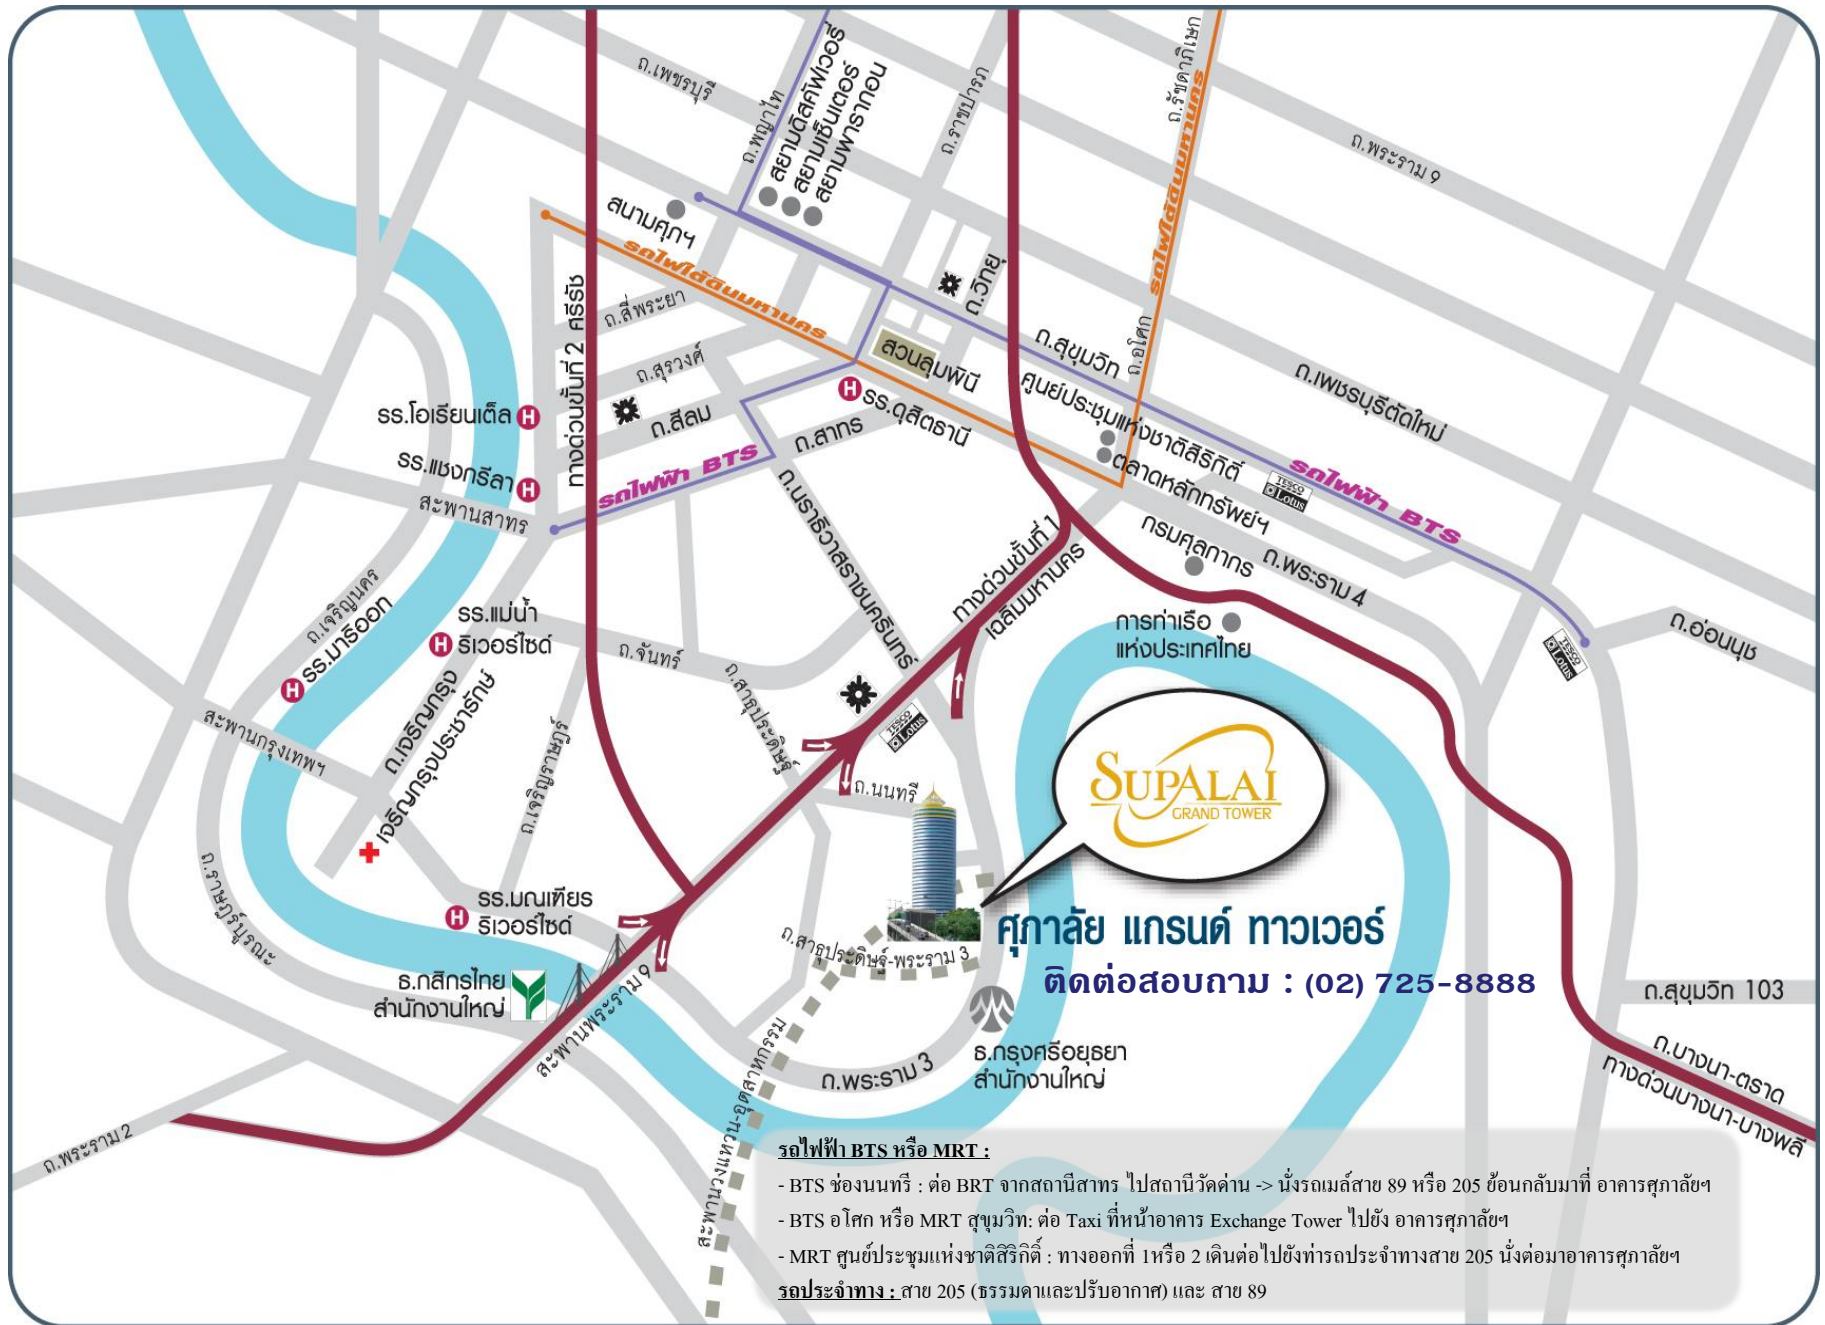 ถ.เพชรบุรี
ถ.พญาไท
สยามดิสคัฟเวอรี่
สยามเซ็นเตอร์
สยามพารากอน
ถ.ราชปรารภ
ถ.รัชดาภิเษก
รถไฟใต้ดินมหานคร
ถ.พระราม 9
สนามศุภฯ
รถไฟใต้ดินมหานคร
ถ.วิทยุ
ทางด่วนขั้นที่ 2 ศรีรัช
ถ.สี่พระยา
ถ.สุรวงศ์
สวนลุมพินี
ถ.สุขุมวิท
ถ.อโศก
ถ.เพชรบุรีตัดใหม่
รร.โอเรียนเต็ล H
ถ.สีลม
H รร.ดุสิตธานี
ศูนย์ประชุมแห่งชาติสิริกิติ์
ตลาดหลักทรัพย์ฯ
รร.แชงกรีลา H
สะพานสาทร
รถไฟฟ้า BTS
ถ.สาทร
ถ.นราธิวาสราชนครินทร์
TESCO Lotus
รถไฟฟ้า BTS
กรมศุลกากร
ถ.พระราม 4
ทางด่วนขั้นที่ 1
เฉลิมมหานคร
การท่าเรือ
แห่งประเทศไทย
ถ.อ่อนนุช
TESCO Lotus
ถ.เจริญนคร
H รร.มาริออท
รร.แม่น้ำ
H ริเวอร์ไซด์
ถ.จันทร์
ถ.สาธุประดิษฐ์
ถ.เจริญกรุง
เจริญกรุงประชารักษ์
ถ.เจริญราษฎร์
สะพานกรุงเทพฯ
TESCO Lotus
ถ.นนทรี
SUPALAI
GRAND TOWER
ถ.ราษฎร์บูรณะ
รร.มณเฑียร
H ริเวอร์ไซด์
ธ.กสิกรไทย
สำนักงานใหญ่
สะพานพระราม 9
ถ.สาธุประดิษฐ์-พระราม 3
ศุภาลัย แกรนด์ ทาวเวอร์
ติดต่อสอบถาม : (02) 725-8888
ถ.สุขุมวิท 103
ธ.กรุงศรีอยุธยา
สำนักงานใหญ่
ถ.พระราม 3
ถ.บางนา-ตราด
ทางด่วนบางนา-บางพลี
ถ.พระราม 2
สะพานวงแหวน-อุตสาหกรรม
รถไฟฟ้า BTS หรือ MRT :
- BTS ช่องนนทรี : ต่อ BRT จากสถานีสาทร ไปสถานีวัดด่าน -> นั่งรถเมล์สาย 89 หรือ 205 ย้อนกลับมาที่ อาคารศุภาลัยฯ
- BTS อโศก หรือ MRT สุขุมวิท: ต่อ Taxi ที่หน้าอาคาร Exchange Tower ไปยัง อาคารศุภาลัยฯ
- MRT ศูนย์ประชุมแห่งชาติสิริกิติ์ : ทางออกที่ 1หรือ 2 เดินต่อไปยังท่ารถประจำทางสาย 205 นั่งต่อมาอาคารศุภาลัยฯ
รถประจำทาง : สาย 205 (ธรรมดาและปรับอากาศ) และ สาย 89